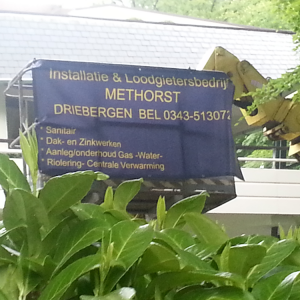 Installatie & Loodgietersbedrijf
METHORST
DRIEBERGEN BEL 0343-513072
* Sanitair
* Dak- en Zinkwerken
* Aanleg/onderhoud Gas -Water-
* Riolering- Centrale Verwarming